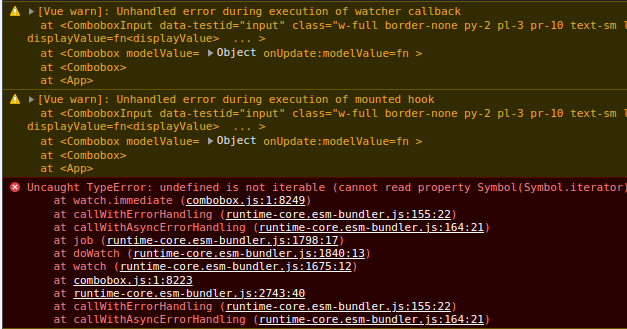 [Vue warn]: Unhandled error during execution of watcher callback
at <ComboboxInput data-testid="input" class="w-full border-none py-2 pl-3 pr-10 text-sm
displayValue=fn<displayValue>  ... >
at <Combobox modelValue= ▶Object onUpdate:modelValue=fn >
at <Combobox>
at <App>
[Vue warn]: Unhandled error during execution of mounted hook
at <ComboboxInput data-testid="input" class="w-full border-none py-2 pl-3 pr-10 text-sm
displayValue=fn<displayValue>  ... >
at <Combobox modelValue= ▶Object onUpdate:modelValue=fn >
at <Combobox>
at <App>
Uncaught TypeError: undefined is not iterable (cannot read property Symbol(Symbol.iterator)
at watch.immediate (combobox.js:1:8249)
at callWithErrorHandling (runtime-core.esm-bundler.js:155:22)
at callWithAsyncErrorHandling (runtime-core.esm-bundler.js:164:21)
at job (runtime-core.esm-bundler.js:1798:17)
at doWatch (runtime-core.esm-bundler.js:1840:13)
at watch (runtime-core.esm-bundler.js:1675:12)
at combobox.js:1:8223
at runtime-core.esm-bundler.js:2743:40
at callWithErrorHandling (runtime-core.esm-bundler.js:155:22)
at callWithAsyncErrorHandling (runtime-core.esm-bundler.js:164:21)